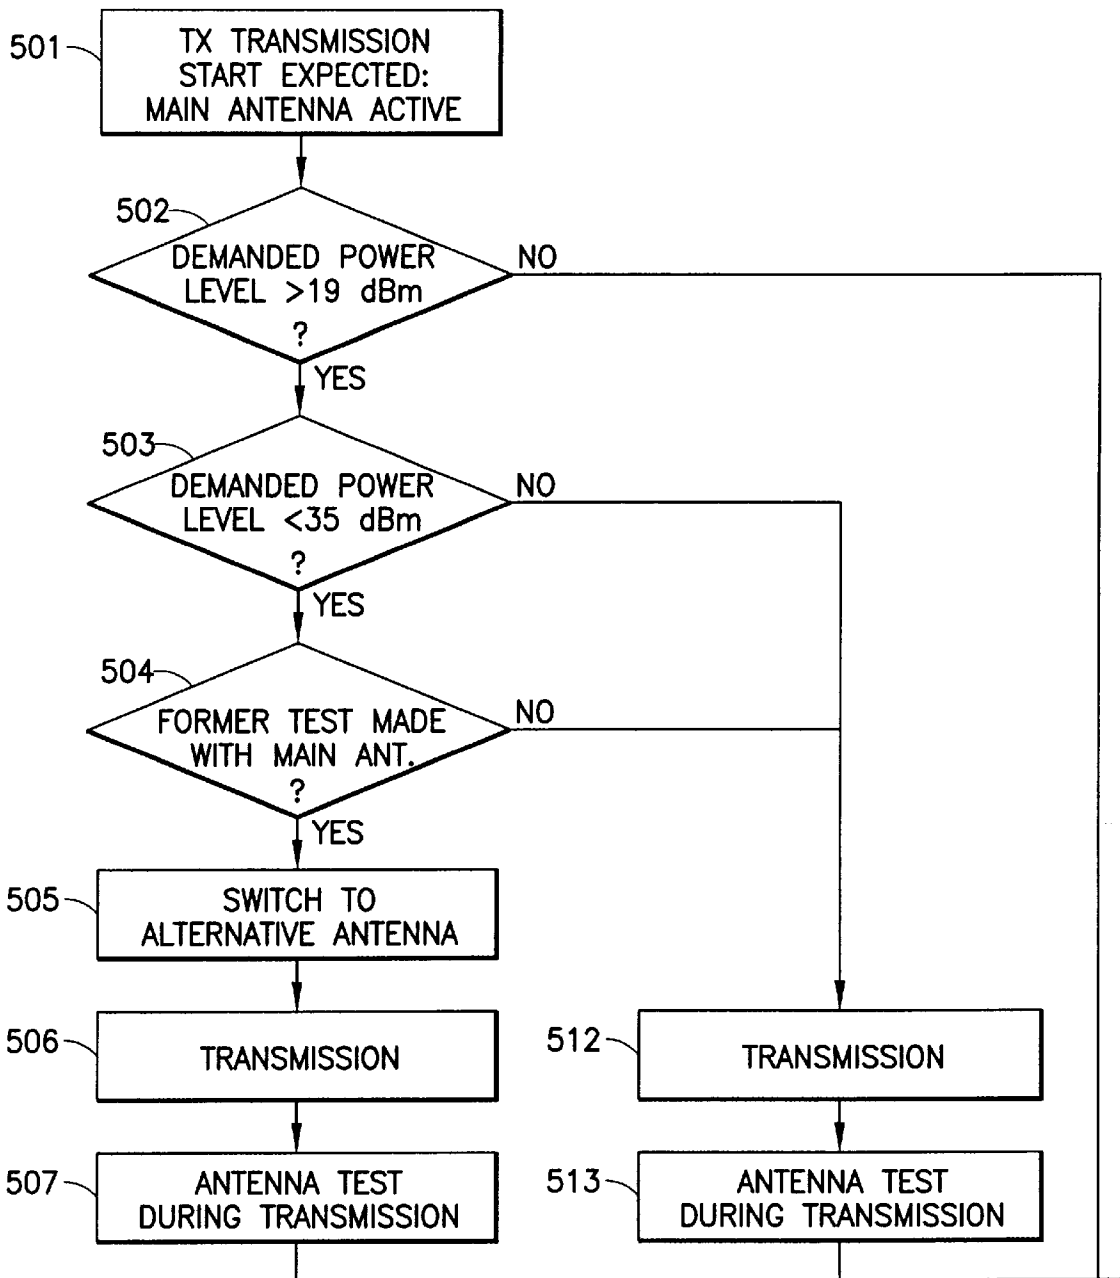 501
TX TRANSMISSION
START EXPECTED:
MAIN ANTENNA ACTIVE
502
DEMANDED POWER
LEVEL >19 dBm
?
NO
YES
503
DEMANDED POWER
LEVEL <35 dBm
?
NO
YES
504
FORMER TEST MADE
WITH MAIN ANT.
?
NO
YES
505
SWITCH TO
ALTERNATIVE ANTENNA
506
TRANSMISSION
512
TRANSMISSION
507
ANTENNA TEST
DURING TRANSMISSION
513
ANTENNA TEST
DURING TRANSMISSION